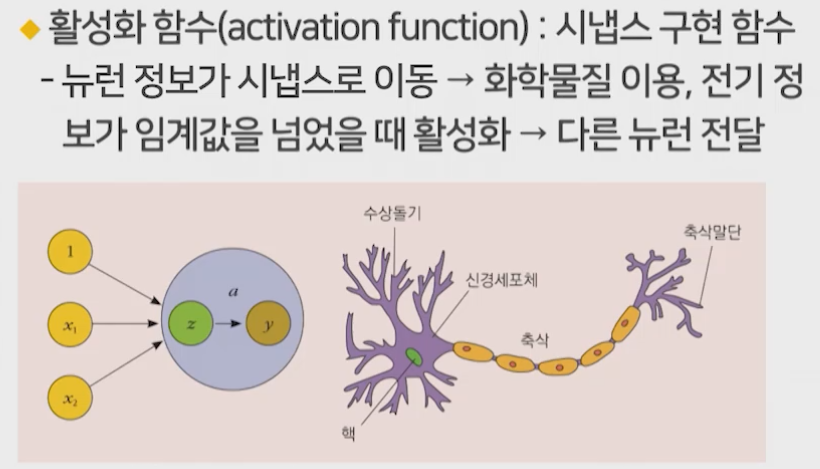 ◆ 활성화 함수(activation function) : 시냅스 구현 함수
- 뉴런 정보가 시냅스로 이동 → 화학물질 이용, 전기 정
보가 임계값을 넘었을 때 활성화 → 다른 뉴런 전달
1
x₁
x₂
a
z
y
수상돌기
신경세포체
축삭
축삭말단
핵